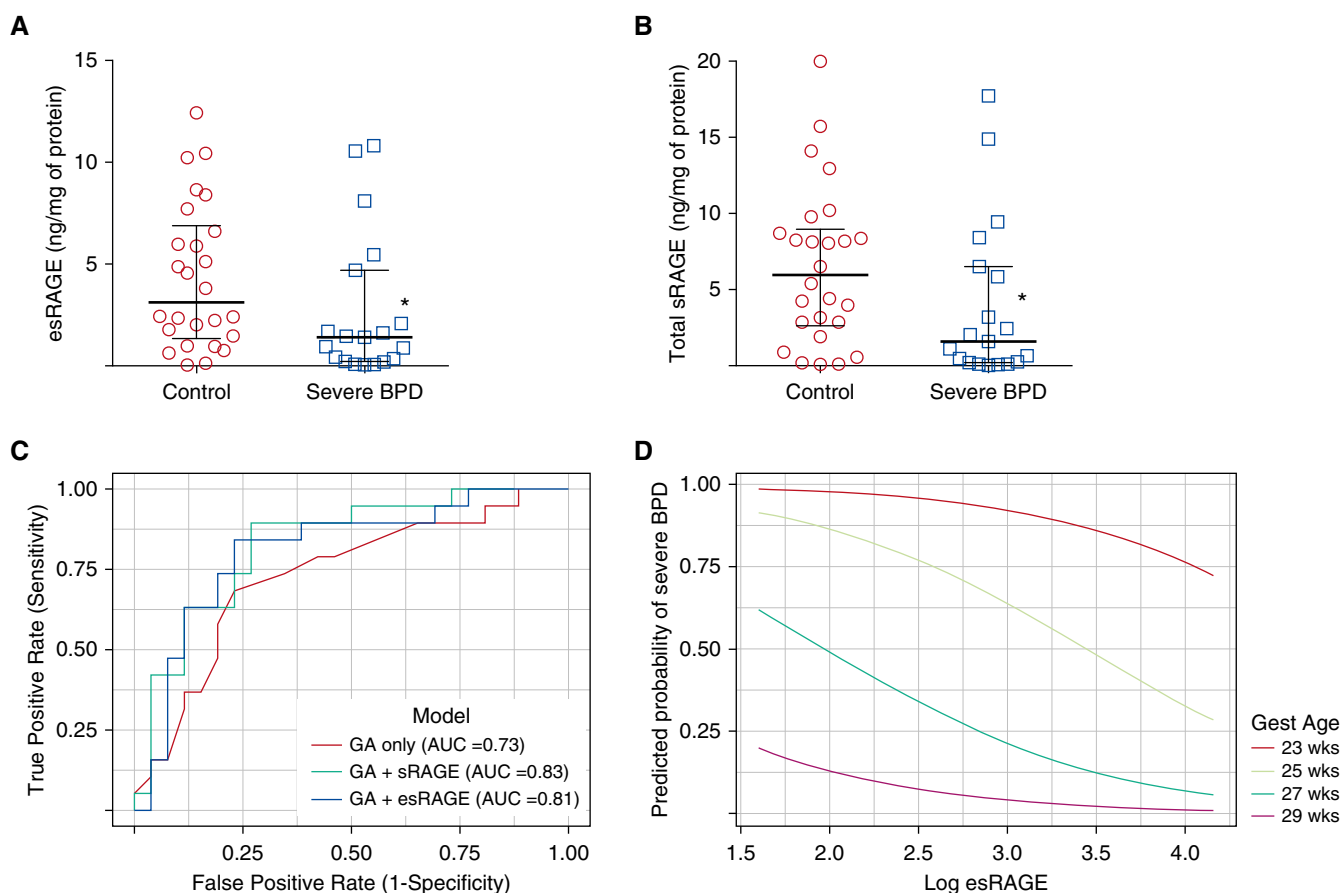 A
esRAGE (ng/mg of protein)
15
10
5
*
Control
Severe BPD
B
Total sRAGE (ng/mg of protein)
20
15
10
5
*
Control
Severe BPD
C
True Positive Rate (Sensitivity)
1.00
0.75
0.50
0.25
Model
GA only (AUC =0.73)
GA + sRAGE (AUC =0.83)
GA + esRAGE (AUC =0.81)
0.25
0.50
0.75
1.00
False Positive Rate (1-Specificity)
D
Predicted probability of severe BPD
1.00
0.75
0.50
0.25
1.5
2.0
2.5
3.0
3.5
4.0
Log esRAGE
Gest Age
23 wks
25 wks
27 wks
29 wks